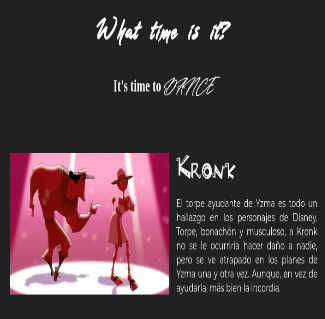 What time is it?
It's time to DANCE
KRONK
El torpe ayudante de Yzma es todo un
hallazgo en los personajes de Disney.
Torpe, bonachón y musculoso, a Kronk
no se le ocurriría hacer daño a nadie,
pero se ve atrapado en los planes de
Yzma una y otra vez. Aunque, en vez de
ayudarla, más bien la incordia.